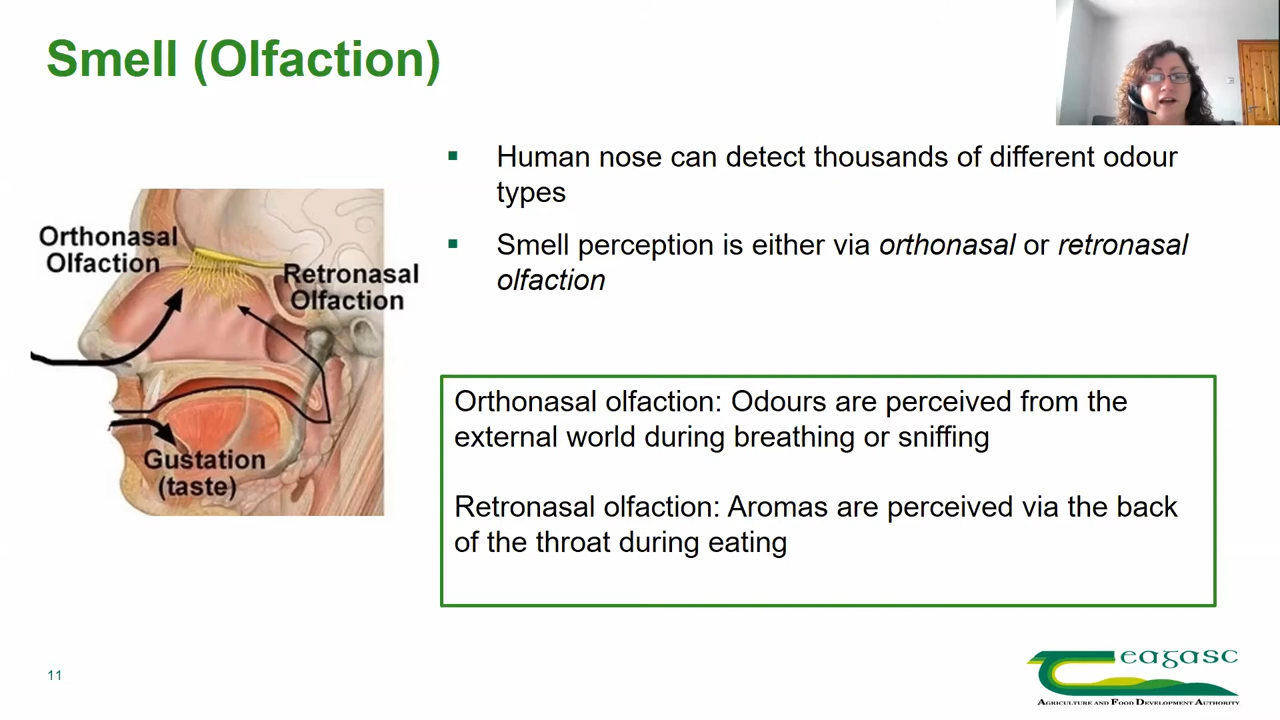 Smell (Olfaction)
Human nose can detect thousands of different odour
types
Smell perception is either via orthonasal or retronasal
olfaction
Orthonasal
Olfaction
Retronasal
Olfaction
Gustation
(taste)
Orthonasal olfaction: Odours are perceived from the
external world during breathing or sniffing
Retronasal olfaction: Aromas are perceived via the back
of the throat during eating
11
eagasc
Agriculture and Food Development Authority